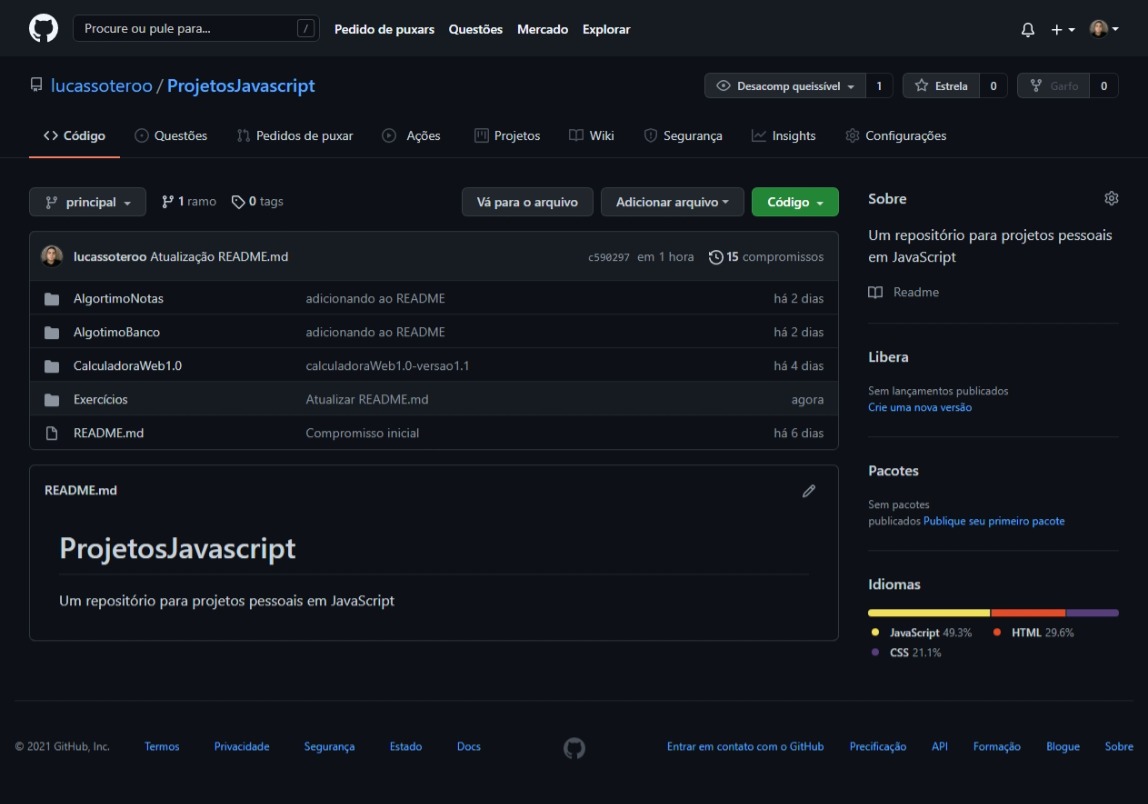 Procure ou pule para... / Pedido de puxars Questões Mercado Explorar
lucassoteroo / ProjetosJavascript Desacomp queissível 1 Estrela 0 Garfo 0
Código Questões Pedidos de puxar Ações Projetos Wiki Segurança Insights Configurações
principal 1 ramo 0 tags Vá para o arquivo Adicionar arquivo Código
lucassoteroo Atualização README.md c590297 em 1 hora 15 compromissos
AlgortimoNotas adicionando ao README há 2 dias
AlgotimoBanco adicionando ao README há 2 dias
CalculadoraWeb1.0 calculadoraWeb1.0-versao1.1 há 4 dias
Exercícios Atualizar README.md agora
README.md Compromisso inicial há 6 dias
README.md
ProjetosJavascript
Um repositório para projetos pessoais em JavaScript
Sobre
Um repositório para projetos pessoais
em JavaScript
Readme
Libera
Sem lançamentos publicados
Crie uma nova versão
Pacotes
Sem pacotes
publicados Publique seu primeiro pacote
Idiomas
JavaScript 49.3% HTML 29.6%
CSS 21.1%
© 2021 GitHub, Inc. Termos Privacidade Segurança Estado Docs Entrar em contato com o GitHub Precificação API Formação Blogue Sobre